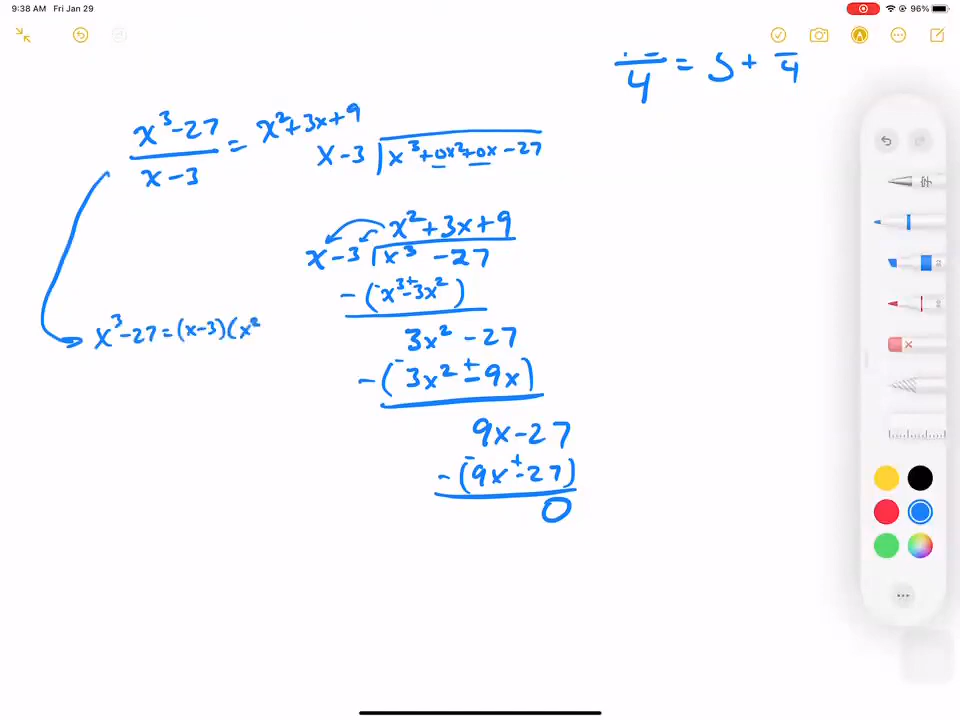 9:38 AM Fri Jan 29
96%
4 = 5 + 4
x³-27 / x-3 = x²+3x+9
x-3 | x³+0x²+0x-27
x²+3x+9
x-3 | x³ -27
-(x³-3x²)
- +
3x² -27
-(3x² - 9x)
- +
9x-27
-(9x-27)
- +
0
x³-27=(x-3)(x²